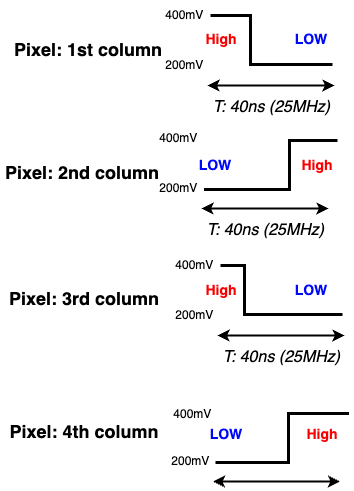 400mV
High LOW
Pixel: 1st column
200mV
T: 40ns (25MHz)
400mV
LOW High
Pixel: 2nd column
200mV
T: 40ns (25MHz)
400mV
High LOW
Pixel: 3rd column
200mV
T: 40ns (25MHz)
400mV
Pixel: 4th column LOW High
200mV